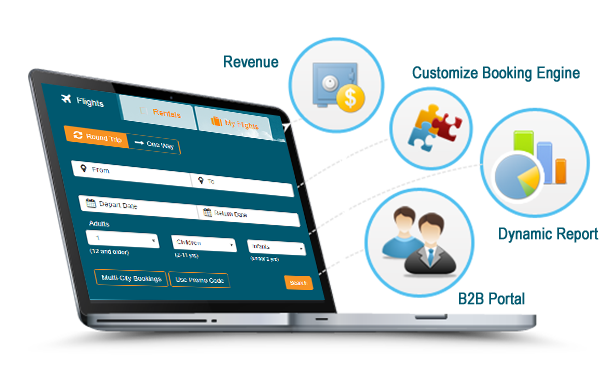 Revenue
Customize Booking Engine
Dynamic Report
B2B Portal
Flights
Rentals
My Flights
Round Trip
One Way
From
To
Depart Date
Return Date
Adults
1
Children
Infants
(12 and older)
(2-11 yrs)
(under 2 yrs)
Multi-City Bookings
Use Promo Code
Search
$